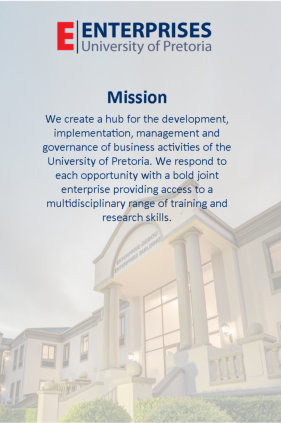 E ENTERPRISES
University of Pretoria
Mission
We create a hub for the development,
implementation, management and
governance of business activities of the
University of Pretoria. We respond to
each opportunity with a bold joint
enterprise providing access to a
multidisciplinary range of training and
research skills.